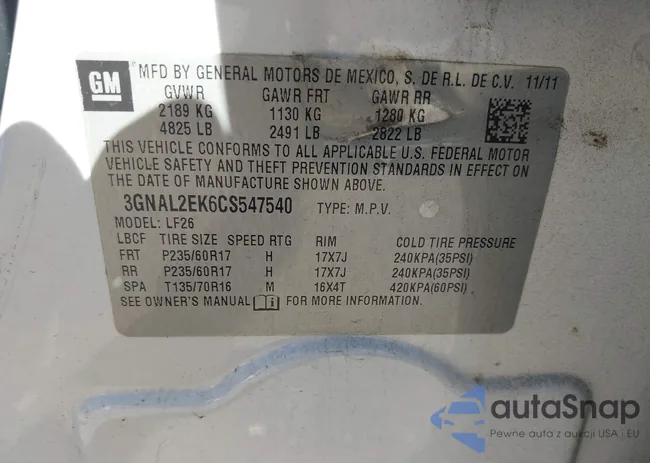 GM
MFD BY GENERAL MOTORS DE MEXICO, S. DE R.L. DE C.V. 11/11
GVWR GAWR FRT GAWR RR
2189 KG 1130 KG 1280 KG
4825 LB 2491 LB 2822 LB
THIS VEHICLE CONFORMS TO ALL APPLICABLE U.S. FEDERAL MOTOR
VEHICLE SAFETY AND THEFT PREVENTION STANDARDS IN EFFECT ON
THE DATE OF MANUFACTURE SHOWN ABOVE.
3GNAL2EK6CS547540 TYPE: M.P.V.
MODEL: LF26
LBCF TIRE SIZE SPEED RTG RIM COLD TIRE PRESSURE
FRT P235/60R17 H 17X7J 240KPA(35PSI)
RR P235/60R17 H 17X7J 240KPA(35PSI)
SPA T135/70R16 M 16X4T 420KPA(60PSI)
SEE OWNER'S MANUAL FOR MORE INFORMATION.
autaSnap
Pewne auta z aukcji USA i EU